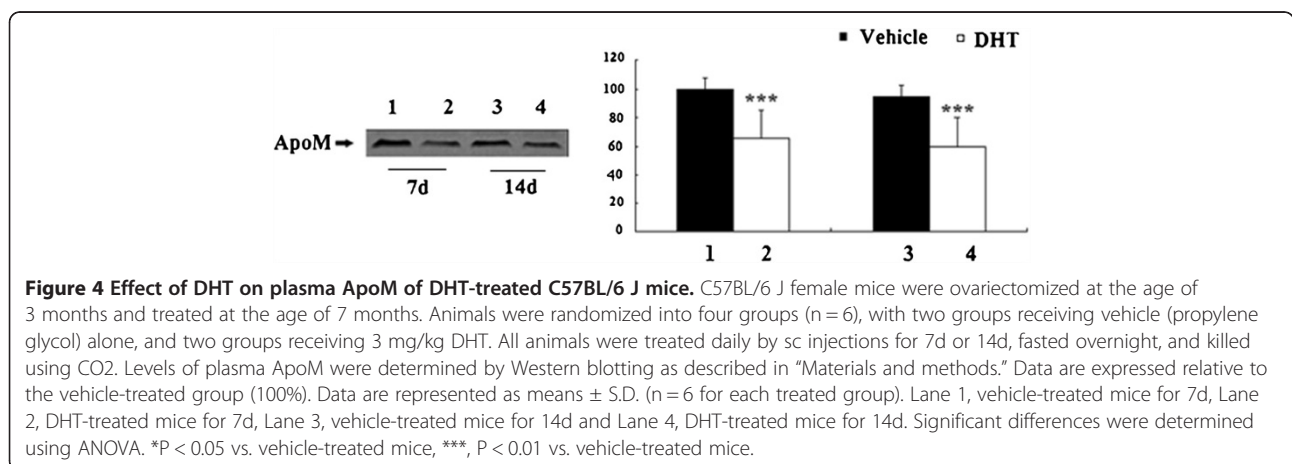 ■ Vehicle □ DHT
120
100
80
60
40
20
0
*** ***
1 2 3 4
ApoM →
7d 14d
1 2 3 4
Figure 4 Effect of DHT on plasma ApoM of DHT-treated C57BL/6 J mice. C57BL/6 J female mice were ovariectomized at the age of
3 months and treated at the age of 7 months. Animals were randomized into four groups (n = 6), with two groups receiving vehicle (propylene
glycol) alone, and two groups receiving 3 mg/kg DHT. All animals were treated daily by sc injections for 7d or 14d, fasted overnight, and killed
using CO2. Levels of plasma ApoM were determined by Western blotting as described in “Materials and methods.” Data are expressed relative to
the vehicle-treated group (100%). Data are represented as means ± S.D. (n = 6 for each treated group). Lane 1, vehicle-treated mice for 7d, Lane
2, DHT-treated mice for 7d, Lane 3, vehicle-treated mice for 14d and Lane 4, DHT-treated mice for 14d. Significant differences were determined
using ANOVA. *P < 0.05 vs. vehicle-treated mice, ***, P < 0.01 vs. vehicle-treated mice.